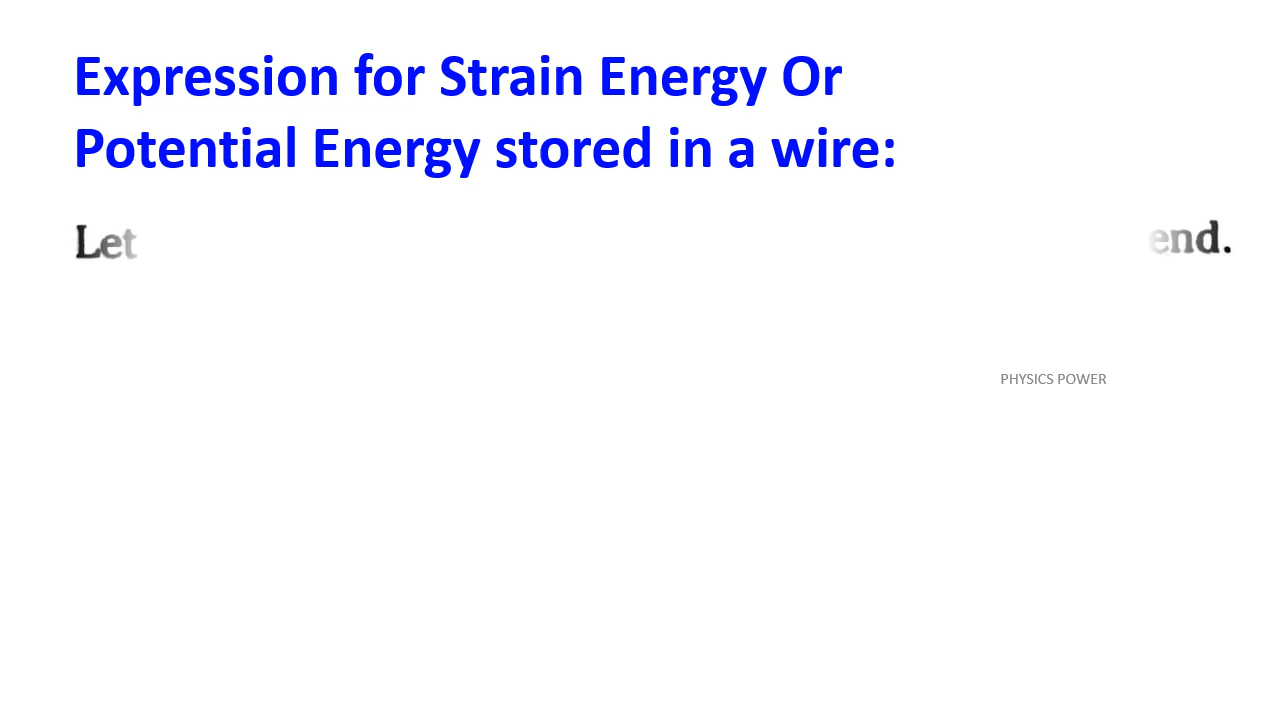 Expression for Strain Energy Or
Potential Energy stored in a wire:
Let end.
PHYSICS POWER